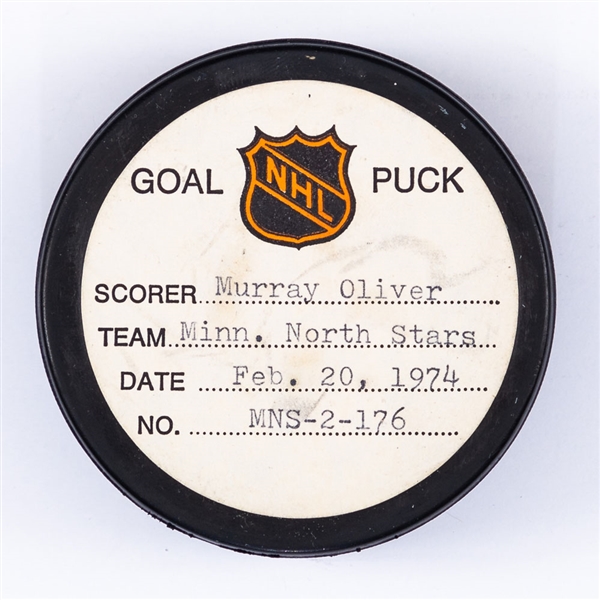 GOAL NHL PUCK
SCORER Murray Oliver
TEAM Minn. North Stars
DATE Feb. 20, 1974
NO. MNS-2-176